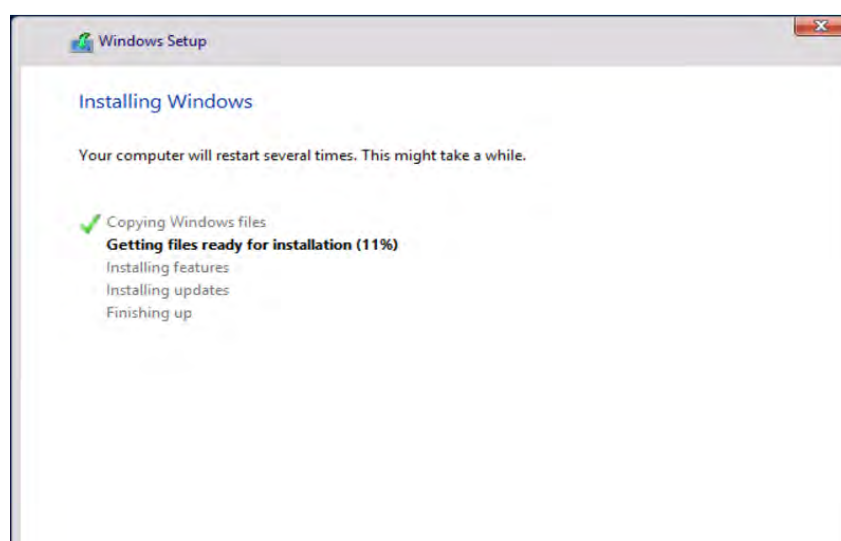 Windows Setup
Installing Windows
Your computer will restart several times. This might take a while.
Copying Windows files
Getting files ready for installation (11%)
Installing features
Installing updates
Finishing up